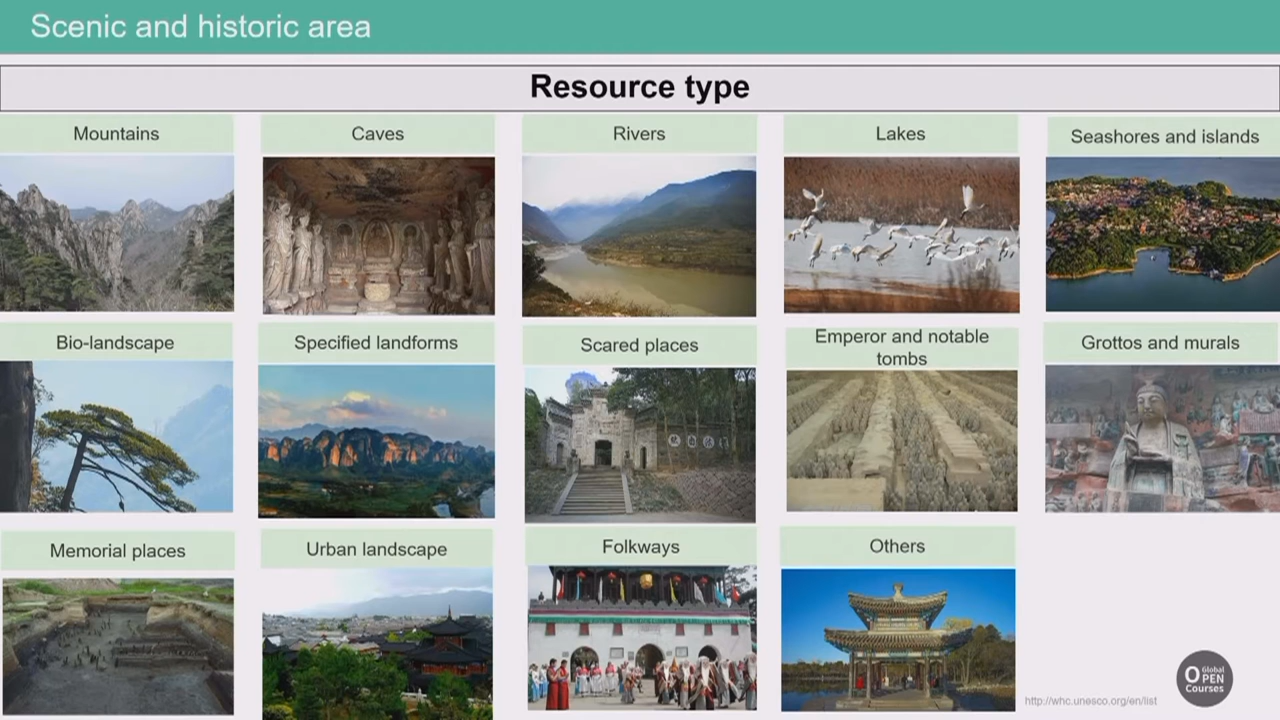 Scenic and historic area
Resource type
Mountains
Caves
Rivers
Lakes
Seashores and islands
Bio-landscape
Specified landforms
Scared places
Emperor and notable
tombs
Grottos and murals
Memorial places
Urban landscape
Folkways
Others
http://whc.unesco.org/en/list
Global
OPEN
Courses